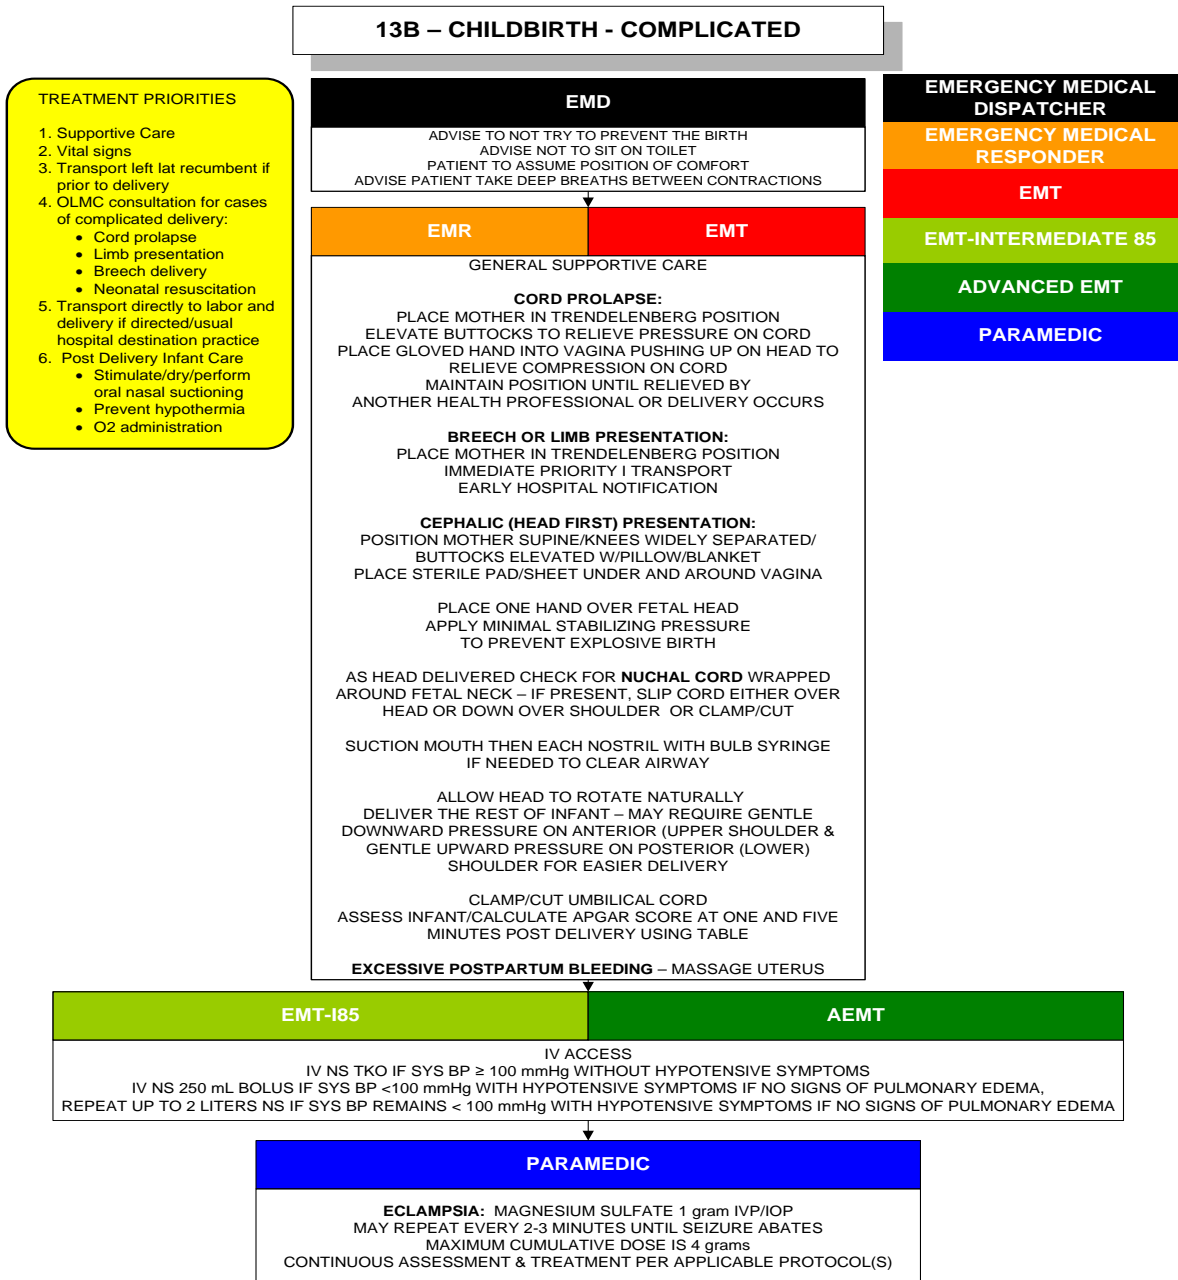 13B – CHILDBIRTH - COMPLICATED
TREATMENT PRIORITIES
1. Supportive Care
2. Vital signs
3. Transport left lat recumbent if
prior to delivery
4. OLMC consultation for cases
of complicated delivery:
• Cord prolapse
• Limb presentation
• Breech delivery
• Neonatal resuscitation
5. Transport directly to labor and
delivery if directed/usual
hospital destination practice
6. Post Delivery Infant Care
• Stimulate/dry/perform
oral nasal suctioning
• Prevent hypothermia
• O2 administration
EMD
ADVISE TO NOT TRY TO PREVENT THE BIRTH
ADVISE NOT TO SIT ON TOILET
PATIENT TO ASSUME POSITION OF COMFORT
ADVISE PATIENT TAKE DEEP BREATHS BETWEEN CONTRACTIONS
EMERGENCY MEDICAL
DISPATCHER
EMERGENCY MEDICAL
RESPONDER
EMT
EMT-INTERMEDIATE 85
ADVANCED EMT
PARAMEDIC
EMR
EMT
GENERAL SUPPORTIVE CARE
CORD PROLAPSE:
PLACE MOTHER IN TRENDELENBERG POSITION
ELEVATE BUTTOCKS TO RELIEVE PRESSURE ON CORD
PLACE GLOVED HAND INTO VAGINA PUSHING UP ON HEAD TO
RELIEVE COMPRESSION ON CORD
MAINTAIN POSITION UNTIL RELIEVED BY
ANOTHER HEALTH PROFESSIONAL OR DELIVERY OCCURS
BREECH OR LIMB PRESENTATION:
PLACE MOTHER IN TRENDELENBERG POSITION
IMMEDIATE PRIORITY I TRANSPORT
EARLY HOSPITAL NOTIFICATION
CEPHALIC (HEAD FIRST) PRESENTATION:
POSITION MOTHER SUPINE/KNEES WIDELY SEPARATED/
BUTTOCKS ELEVATED W/PILLOW/BLANKET
PLACE STERILE PAD/SHEET UNDER AND AROUND VAGINA
PLACE ONE HAND OVER FETAL HEAD
APPLY MINIMAL STABILIZING PRESSURE
TO PREVENT EXPLOSIVE BIRTH
AS HEAD DELIVERED CHECK FOR NUCHAL CORD WRAPPED
AROUND FETAL NECK – IF PRESENT, SLIP CORD EITHER OVER
HEAD OR DOWN OVER SHOULDER OR CLAMP/CUT
SUCTION MOUTH THEN EACH NOSTRIL WITH BULB SYRINGE
IF NEEDED TO CLEAR AIRWAY
ALLOW HEAD TO ROTATE NATURALLY
DELIVER THE REST OF INFANT – MAY REQUIRE GENTLE
DOWNWARD PRESSURE ON ANTERIOR (UPPER SHOULDER &
GENTLE UPWARD PRESSURE ON POSTERIOR (LOWER)
SHOULDER FOR EASIER DELIVERY
CLAMP/CUT UMBILICAL CORD
ASSESS INFANT/CALCULATE APGAR SCORE AT ONE AND FIVE
MINUTES POST DELIVERY USING TABLE
EXCESSIVE POSTPARTUM BLEEDING – MASSAGE UTERUS
EMT-I85
AEMT
IV ACCESS
IV NS TKO IF SYS BP ≥ 100 mmHg WITHOUT HYPOTENSIVE SYMPTOMS
IV NS 250 mL BOLUS IF SYS BP <100 mmHg WITH HYPOTENSIVE SYMPTOMS IF NO SIGNS OF PULMONARY EDEMA,
REPEAT UP TO 2 LITERS NS IF SYS BP REMAINS < 100 mmHg WITH HYPOTENSIVE SYMPTOMS IF NO SIGNS OF PULMONARY EDEMA
PARAMEDIC
ECLAMPSIA: MAGNESIUM SULFATE 1 gram IVP/IOP
MAY REPEAT EVERY 2-3 MINUTES UNTIL SEIZURE ABATES
MAXIMUM CUMULATIVE DOSE IS 4 grams
CONTINUOUS ASSESSMENT & TREATMENT PER APPLICABLE PROTOCOL(S)